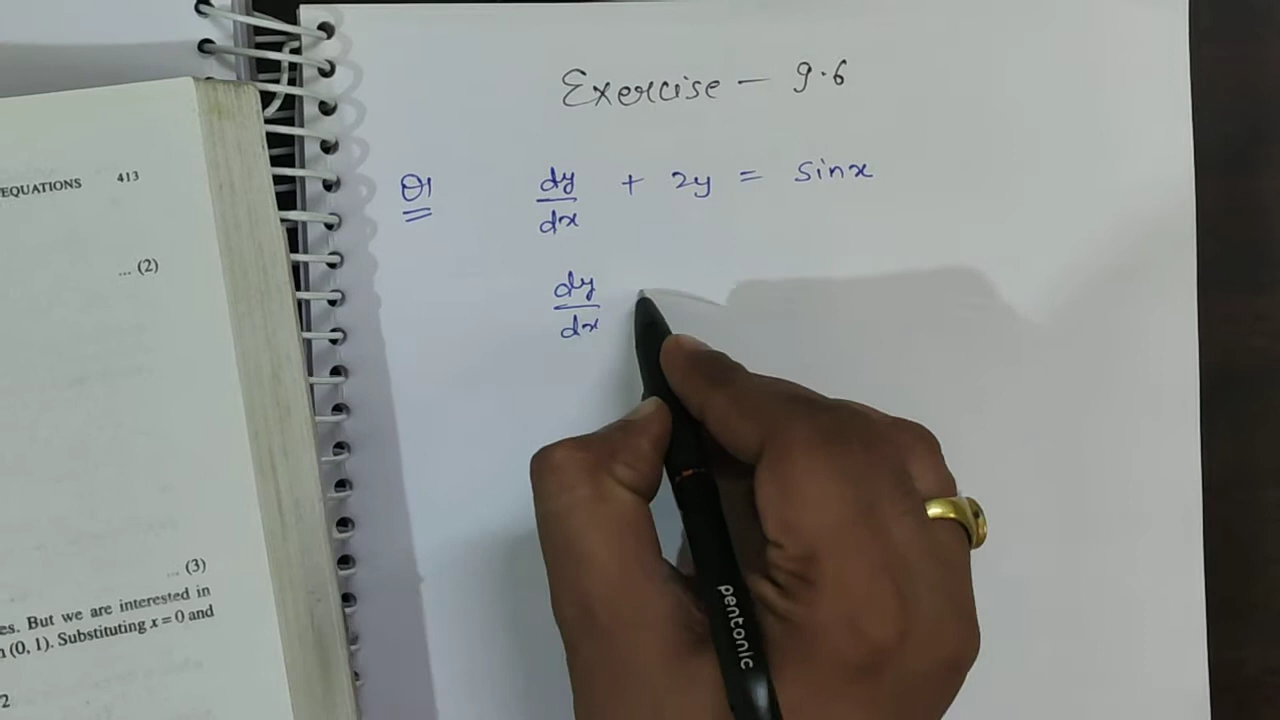 EQUATIONS 413
... (2)
... (3)
es. But we are interested in
(0, 1). Substituting x = 0 and
2
Exercise – 9.6
Q1 dy/dx + 2y = sinx
dy/dx
pentonic